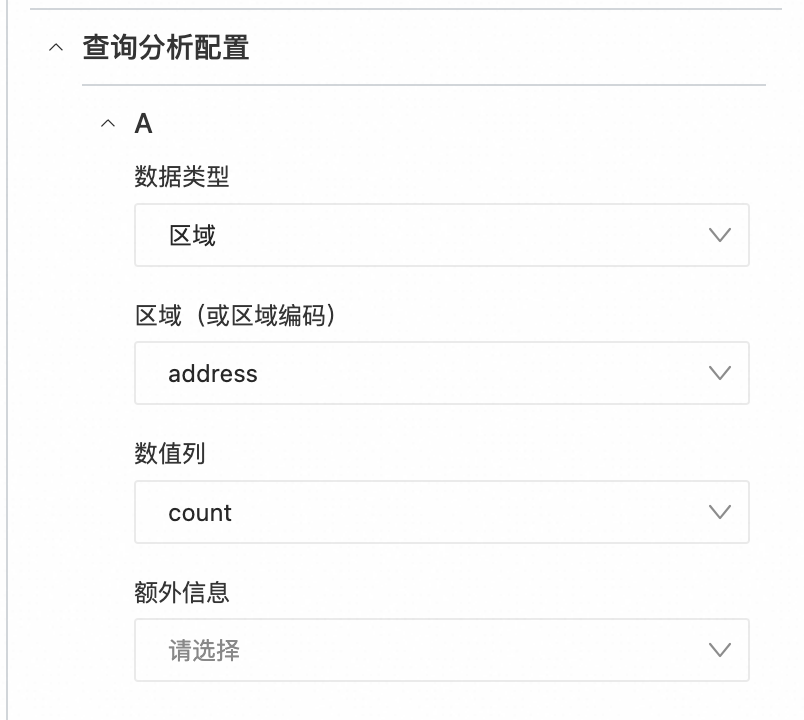 查询分析配置
A
数据类型
区域
区域（或区域编码）
address
数值列
count
额外信息
请选择